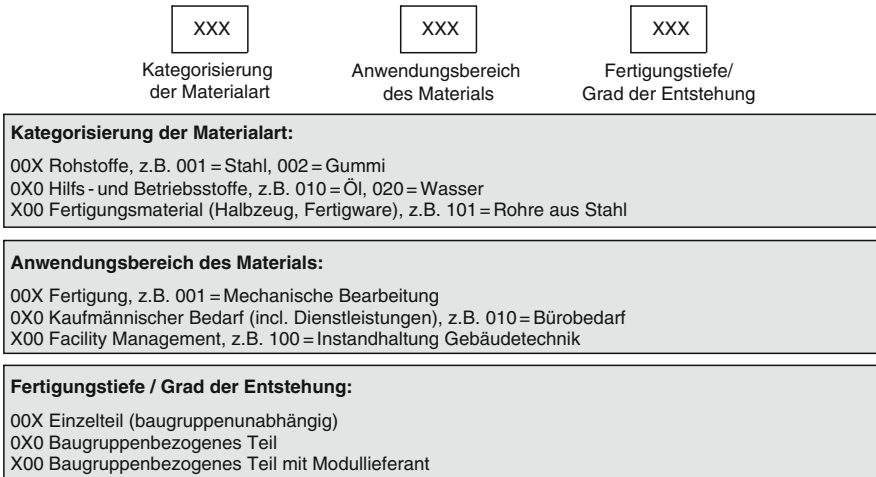 XXX XXX XXX
Kategorisierung Anwendungsbereich Fertigungstiefe/
der Materialart des Materials Grad der Entstehung
Kategorisierung der Materialart:
00X Rohstoffe, z.B. 001 = Stahl, 002 = Gummi
0X0 Hilfs - und Betriebsstoffe, z.B. 010 = Öl, 020 = Wasser
X00 Fertigungsmaterial (Halbzeug, Fertigware), z.B. 101 = Rohre aus Stahl
Anwendungsbereich des Materials:
00X Fertigung, z.B. 001 = Mechanische Bearbeitung
0X0 Kaufmännischer Bedarf (incl. Dienstleistungen), z.B. 010 = Bürobedarf
X00 Facility Management, z.B. 100 = Instandhaltung Gebäudetechnik
Fertigungstiefe / Grad der Entstehung:
00X Einzelteil (baugruppenunabhängig)
0X0 Baugruppenbezogenes Teil
X00 Baugruppenbezogenes Teil mit Modullieferant